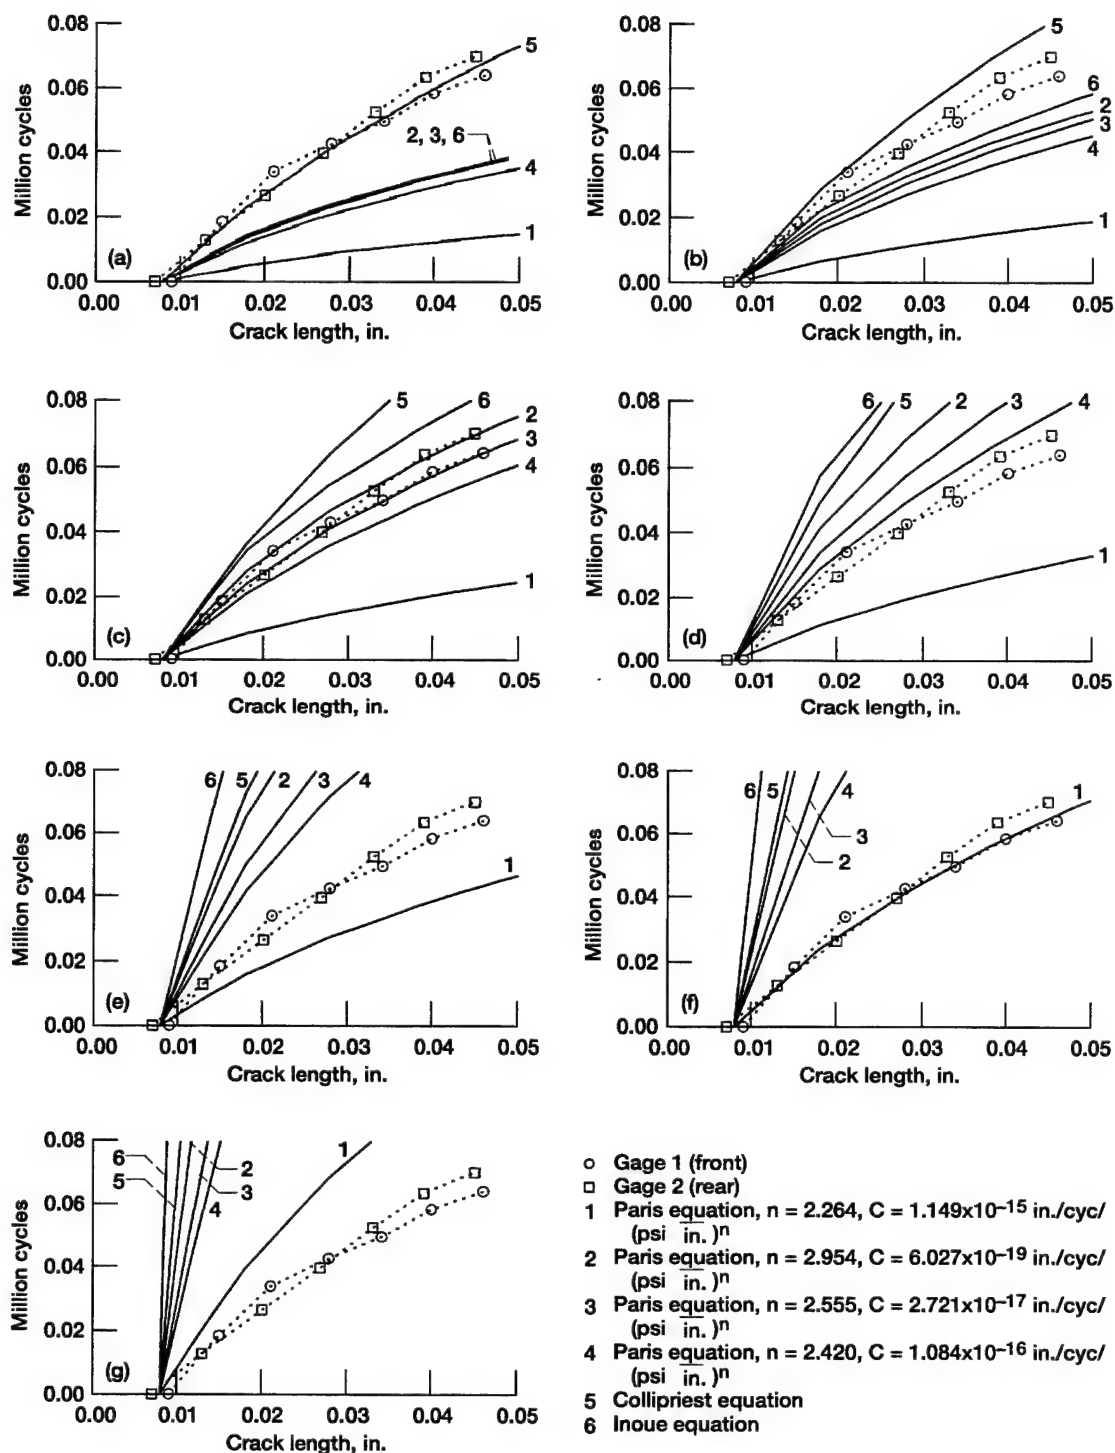 0.08
0.06
0.04
0.02
0.00
Million cycles
(a)
5
2, 3, 6
4
1
0.00 0.01 0.02 0.03 0.04 0.05
Crack length, in.
0.08
0.06
0.04
0.02
0.00
Million cycles
(b)
5
6
2
3
4
1
0.00 0.01 0.02 0.03 0.04 0.05
Crack length, in.
0.08
0.06
0.04
0.02
0.00
Million cycles
(c)
5
6
2
3
4
1
0.00 0.01 0.02 0.03 0.04 0.05
Crack length, in.
0.08
0.06
0.04
0.02
0.00
Million cycles
(d)
6
5
2
3
4
1
0.00 0.01 0.02 0.03 0.04 0.05
Crack length, in.
0.08
0.06
0.04
0.02
0.00
Million cycles
(e)
6
5
2
3
4
1
0.00 0.01 0.02 0.03 0.04 0.05
Crack length, in.
0.08
0.06
0.04
0.02
0.00
Million cycles
(f)
6
5
4
3
2
1
0.00 0.01 0.02 0.03 0.04 0.05
Crack length, in.
0.08
0.06
0.04
0.02
0.00
Million cycles
(g)
6
5
2
3
4
1
0.00 0.01 0.02 0.03 0.04 0.05
Crack length, in.
Gage 1 (front)
Gage 2 (rear)
1 Paris equation, n = 2.264, C = 1.149x10⁻¹⁵ in./cyc/
(psi in. )ⁿ
2 Paris equation, n = 2.954, C = 6.027x10⁻¹⁹ in./cyc/
(psi in. )ⁿ
3 Paris equation, n = 2.555, C = 2.721x10⁻¹⁷ in./cyc/
(psi in. )ⁿ
4 Paris equation, n = 2.420, C = 1.084x10⁻¹⁶ in./cyc/
(psi in. )ⁿ
5 Collipriest equation
6 Inoue equation